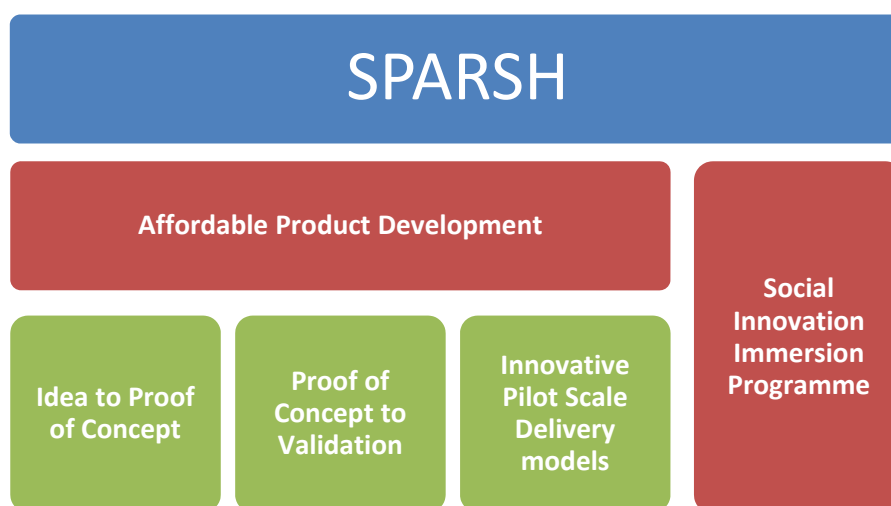 SPARSH
Affordable Product Development
Social
Innovation
Immersion
Programme
Idea to Proof
of Concept
Proof of
Concept to
Validation
Innovative
Pilot Scale
Delivery
models